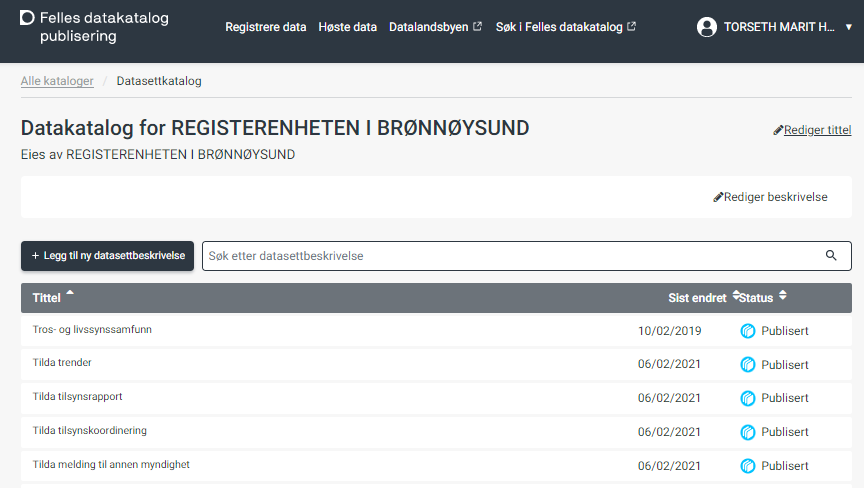 Felles datakatalog
publisering
Registrere data Høste data Datalandsbyen Søk i Felles datakatalog TORSETH MARIT H...
Alle kataloger / Datasettkatalog
Datakatalog for REGISTERENHETEN I BRØNNØYSUND
Rediger tittel
Eies av REGISTERENHETEN I BRØNNØYSUND
Rediger beskrivelse
+ Legg til ny datasettbeskrivelse Søk etter datasettbeskrivelse
Tittel Sist endret Status
Tros- og livssynssamfunn 10/02/2019 Publisert
Tilda trender 06/02/2021 Publisert
Tilda tilsynsrapport 06/02/2021 Publisert
Tilda tilsynskoordinering 06/02/2021 Publisert
Tilda melding til annen myndighet 06/02/2021 Publisert